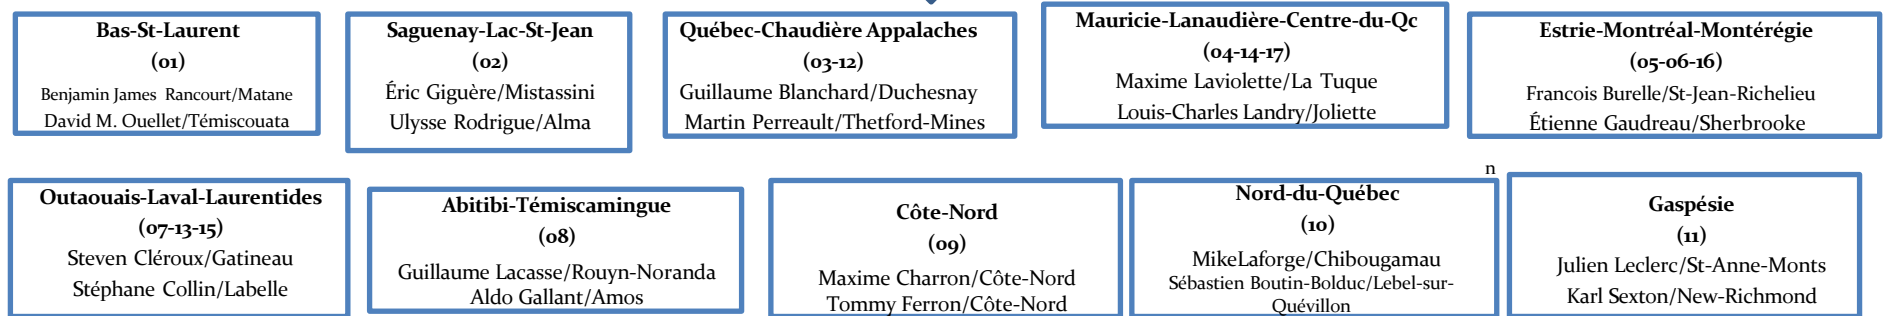 Bas-St-Laurent
(01)
Benjamin James Rancourt/Matane
David M. Ouellet/Témiscouata
Saguenay-Lac-St-Jean
(02)
Éric Giguère/Mistassini
Ulysse Rodrigue/Alma
Québec-Chaudière Appalaches
(03-12)
Guillaume Blanchard/Duchesnay
Martin Perreault/Thetford-Mines
Mauricie-Lanaudière-Centre-du-Qc
(04-14-17)
Maxime Laviolette/La Tuque
Louis-Charles Landry/Joliette
Estrie-Montréal-Montérégie
(05-06-16)
Francois Burelle/St-Jean-Richelieu
Étienne Gaudreau/Sherbrooke
Outaouais-Laval-Laurentides
(07-13-15)
Steven Cléroux/Gatineau
Stéphane Collin/Labelle
Abitibi-Témiscamingue
(08)
Guillaume Lacasse/Rouyn-Noranda
Aldo Gallant/Amos
Côte-Nord
(09)
Maxime Charron/Côte-Nord
Tommy Ferron/Côte-Nord
n
Nord-du-Québec
(10)
MikeLaforge/Chibougamau
Sébastien Boutin-Bolduc/Lebel-sur-
Quévillon
Gaspésie
(11)
Julien Leclerc/St-Anne-Monts
Karl Sexton/New-Richmond